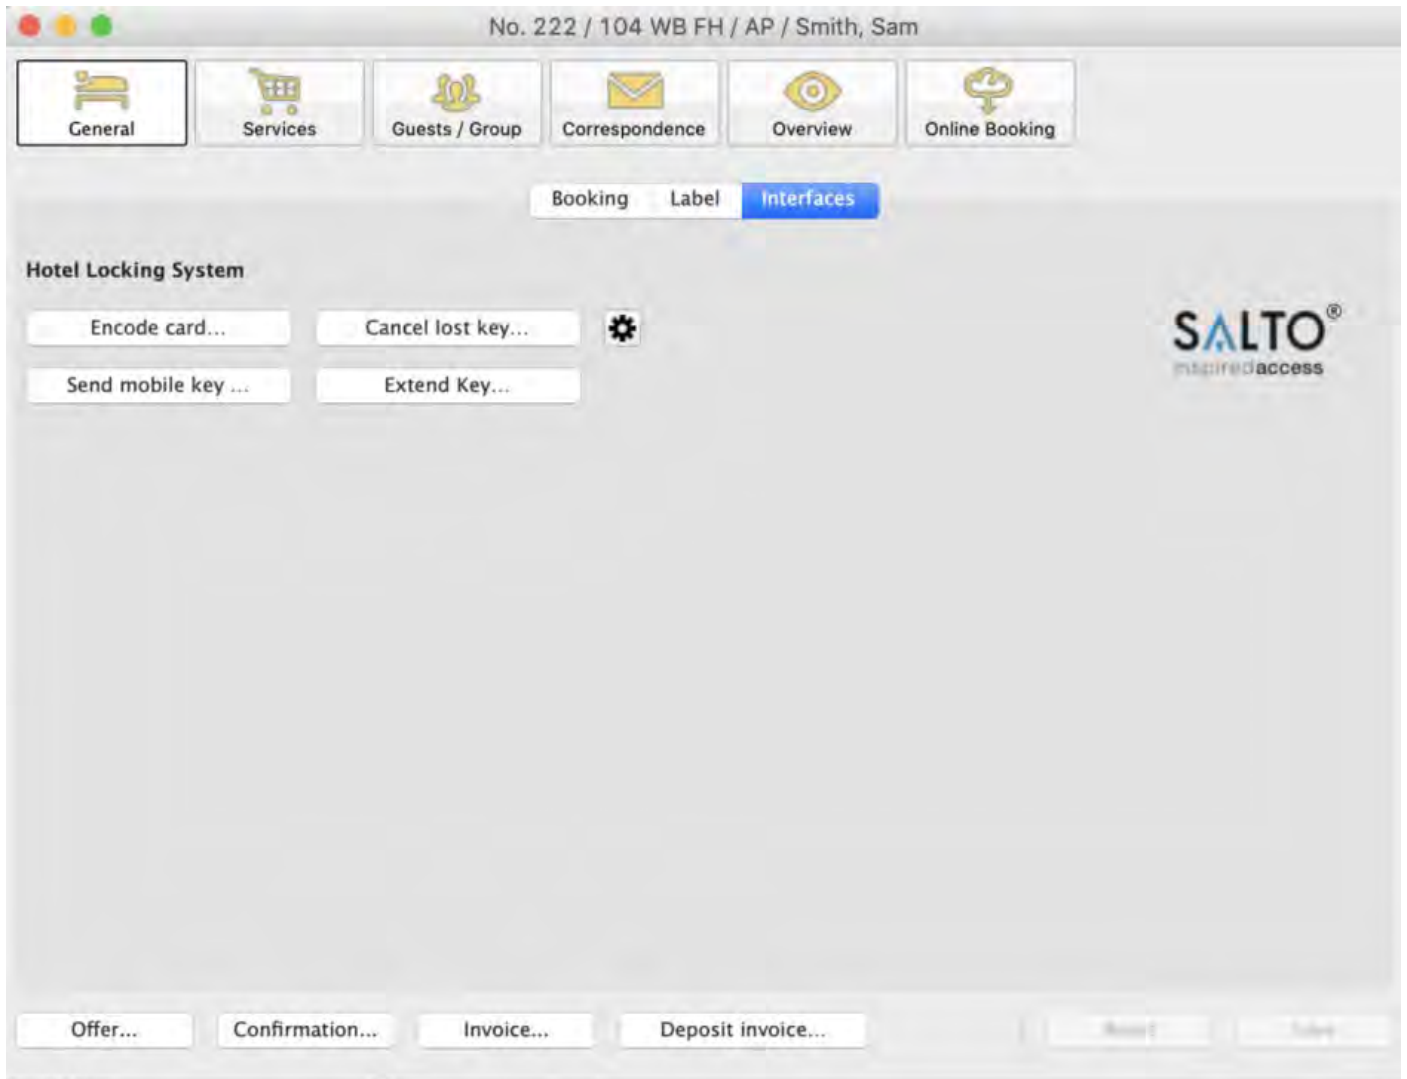 No. 222 / 104 WB FH / AP / Smith, Sam
General Services Guests / Group Correspondence Overview Online Booking
Booking Label Interfaces
Hotel Locking System
Encode card... Cancel lost key...
Send mobile key ... Extend Key...
SALTO®
inspiredaccess
Offer... Confirmation... Invoice... Deposit invoice...